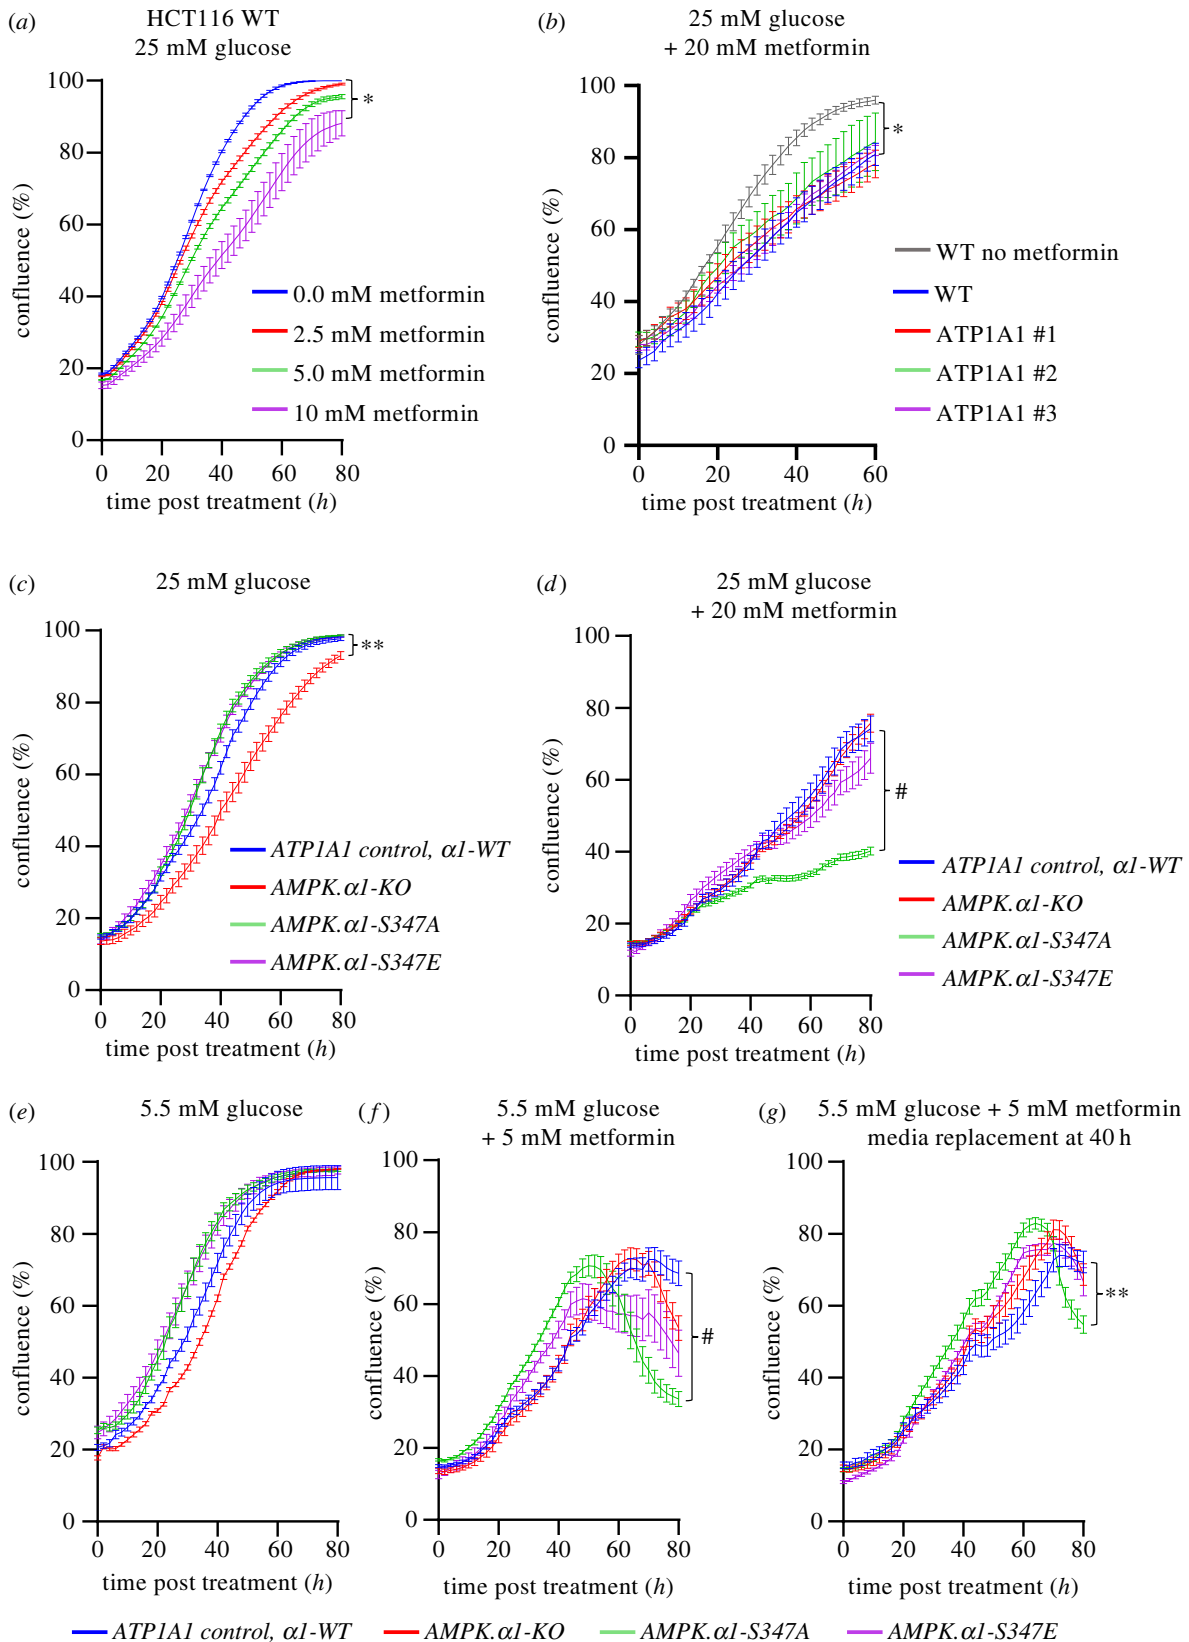 (a)
HCT116 WT
25 mM glucose
100
80
60
40
20
0
confluence (%)
*
0.0 mM metformin
2.5 mM metformin
5.0 mM metformin
10 mM metformin
0 20 40 60 80
time post treatment (h)
(b)
25 mM glucose
+ 20 mM metformin
100
80
60
40
20
0
confluence (%)
*
WT no metformin
WT
ATP1A1 #1
ATP1A1 #2
ATP1A1 #3
0 20 40 60
time post treatment (h)
(c)
25 mM glucose
100
80
60
40
20
0
confluence (%)
**
ATP1A1 control, α1-WT
AMPK.α1-KO
AMPK.α1-S347A
AMPK.α1-S347E
0 20 40 60 80
time post treatment (h)
(d)
25 mM glucose
+ 20 mM metformin
100
80
60
40
20
0
confluence (%)
#
ATP1A1 control, α1-WT
AMPK.α1-KO
AMPK.α1-S347A
AMPK.α1-S347E
0 20 40 60 80
time post treatment (h)
(e)
5.5 mM glucose
100
80
60
40
20
0
confluence (%)
0 20 40 60 80
time post treatment (h)
(f)
5.5 mM glucose
+ 5 mM metformin
100
80
60
40
20
0
confluence (%)
#
0 20 40 60 80
time post treatment (h)
(g)
5.5 mM glucose + 5 mM metformin
media replacement at 40 h
100
80
60
40
20
0
confluence (%)
**
0 20 40 60 80
time post treatment (h)
ATP1A1 control, α1-WT AMPK.α1-KO AMPK.α1-S347A AMPK.α1-S347E